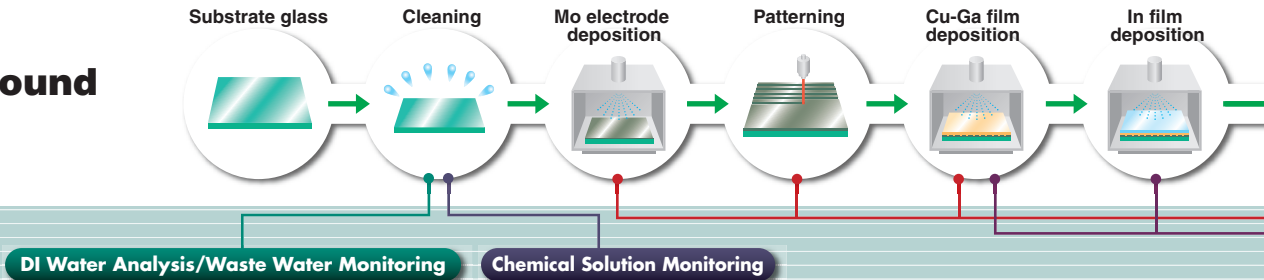 Substrate glass
Cleaning
Mo electrode
deposition
Patterning
Cu-Ga film
deposition
In film
deposition
ound
DI Water Analysis/Waste Water Monitoring
Chemical Solution Monitoring